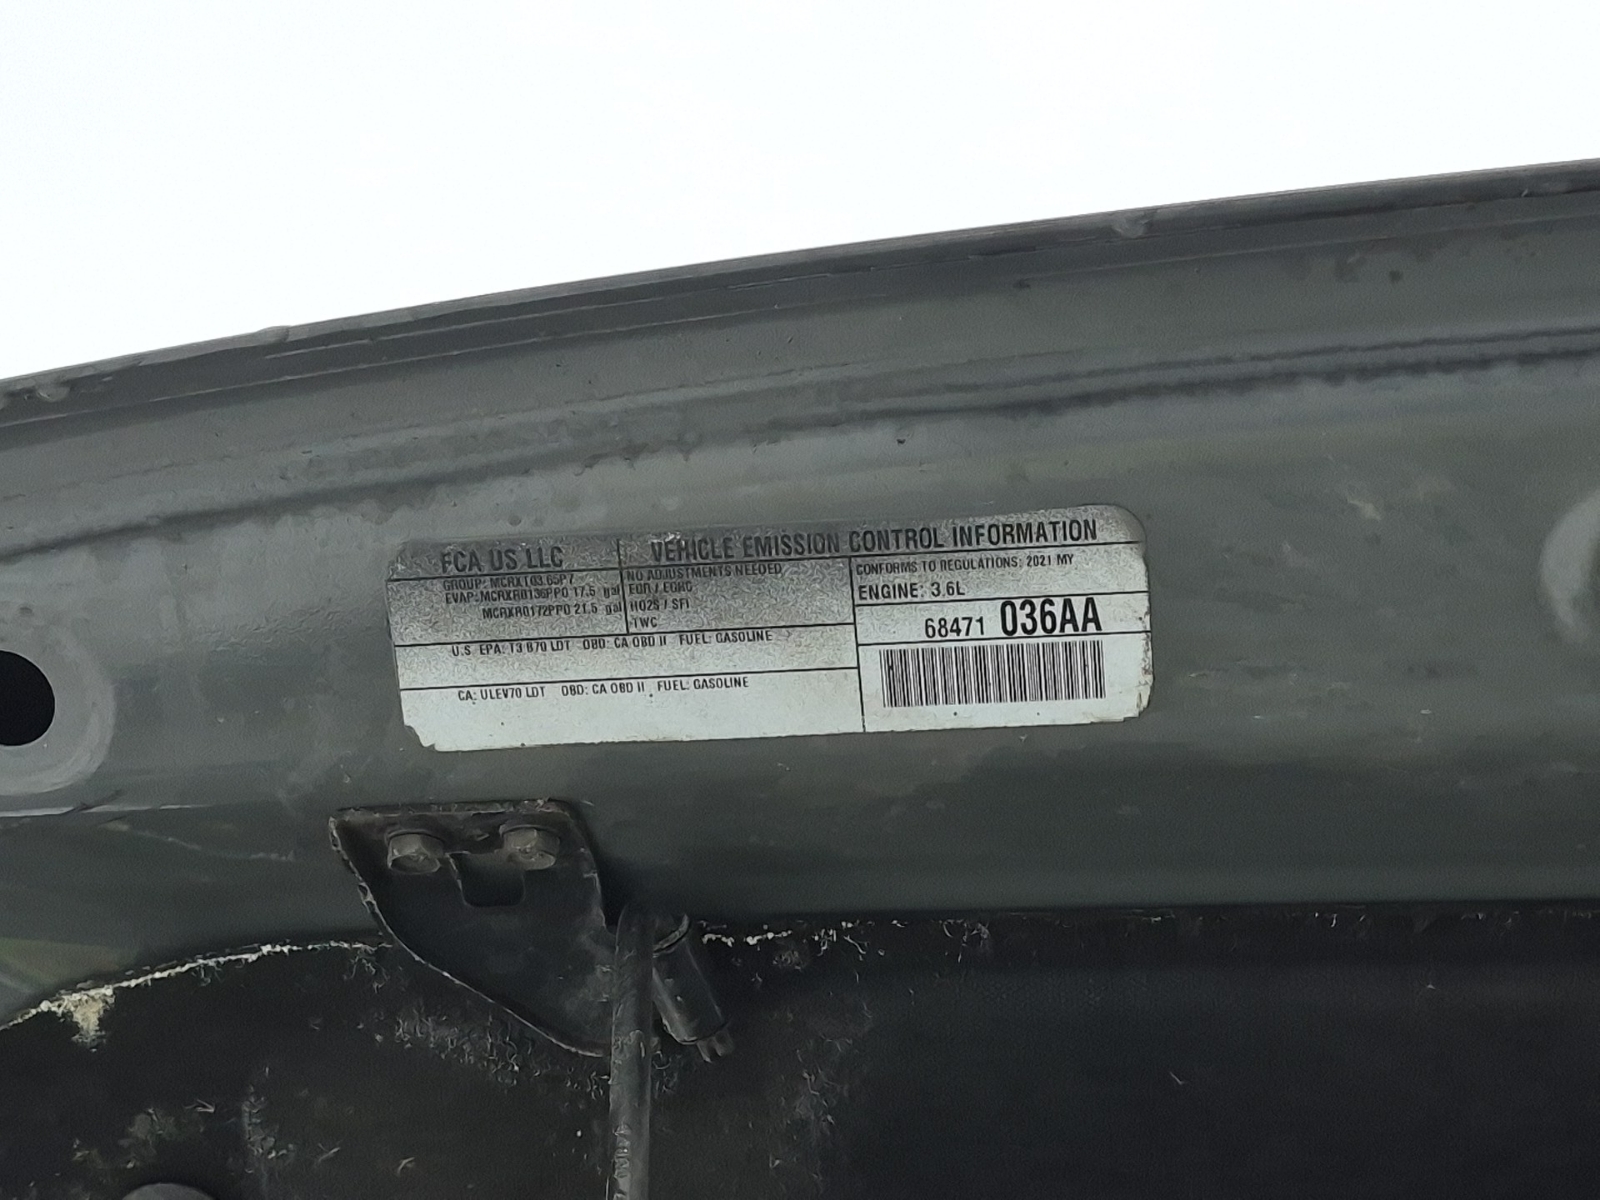 FCA US LLC
VEHICLE EMISSION CONTROL INFORMATION
GROUP: MCRXT03.65P7
EVAP: MCRXR0136PP0 17.5 gal
MCRXR0172PP0 21.5 gal
NO ADJUSTMENTS NEEDED
EGR / EGRC
HO2S / SFI
TWC
CONFORMS TO REGULATIONS: 2021 MY
ENGINE: 3.6L
68471 036AA
U.S. EPA: T3 B70 LDT OBD: CA OBD II FUEL: GASOLINE
CA: ULEV70 LDT OBD: CA OBD II FUEL: GASOLINE